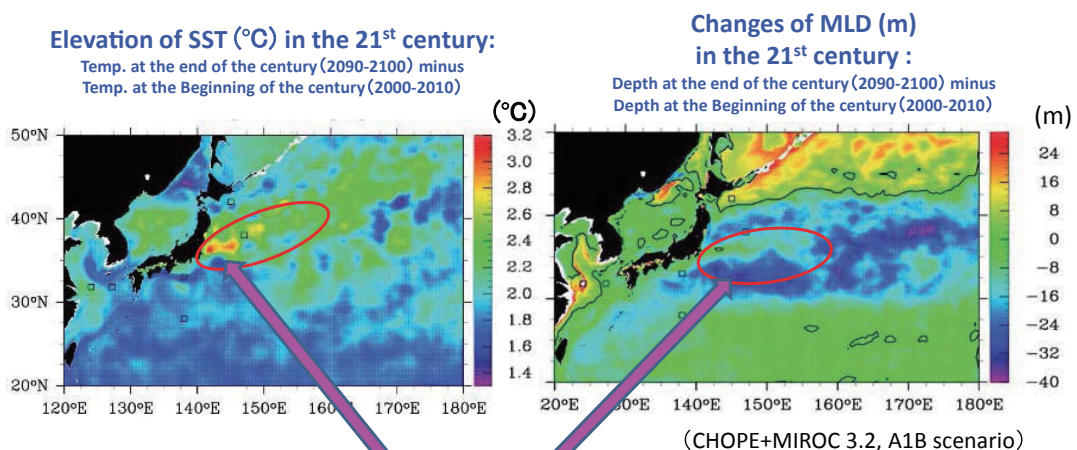 Elevation of SST (℃) in the 21st century:
Temp. at the end of the century (2090-2100) minus
Temp. at the Beginning of the century (2000-2010)
Changes of MLD (m)
in the 21st century :
Depth at the end of the century (2090-2100) minus
Depth at the Beginning of the century (2000-2010)
(℃)
50°N
40°N
30°N
20°N
120°E 130°E 140°E 150°E 160°E 170°E 180°E
3.2
3.0
2.8
2.6
2.4
2.2
2.0
1.8
1.6
1.4
(m)
20°E 130°E 140°E 150°E 160°E 170°E 180°E
24
16
8
0
-8
-16
-24
-32
-40
(CHOPE+MIROC 3.2, A1B scenario)